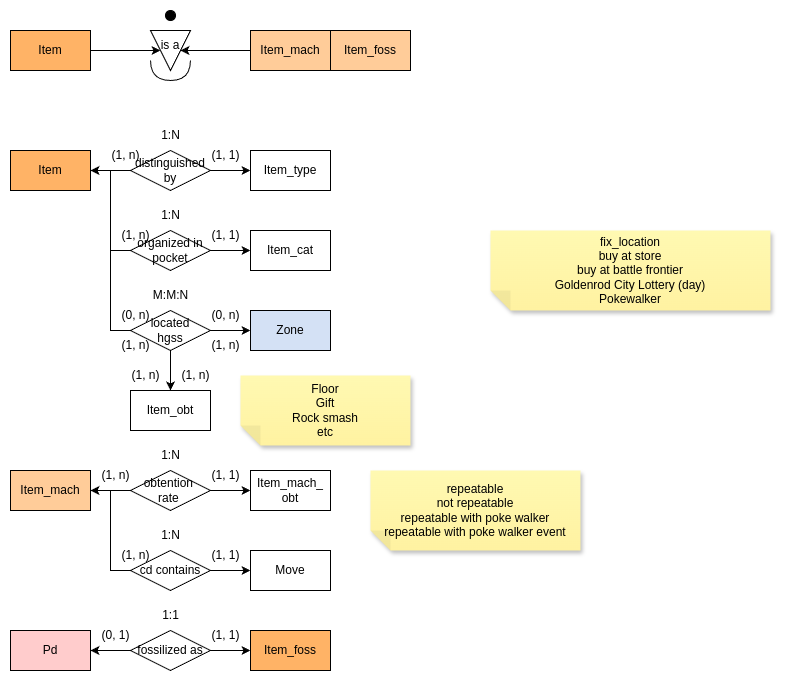 Item
is a
Item_mach
Item_foss
1:N
(1, n)
distinguished
by
(1, 1)
Item
Item_type
1:N
(1, n)
organized in
pocket
(1, 1)
Item_cat
fix_location
buy at store
buy at battle frontier
Goldenrod City Lottery (day)
Pokewalker
M:M:N
(0, n)
located
hgss
(0, n)
(1, n)
(1, n)
Zone
(1, n)
(1, n)
Item_obt
Floor
Gift
Rock smash
etc
1:N
(1, n)
obtention
rate
(1, 1)
Item_mach
Item_mach_
obt
repeatable
not repeatable
repeatable with poke walker
repeatable with poke walker event
1:N
(1, n)
cd contains
(1, 1)
Move
1:1
(0, 1)
fossilized as
(1, 1)
Pd
Item_foss